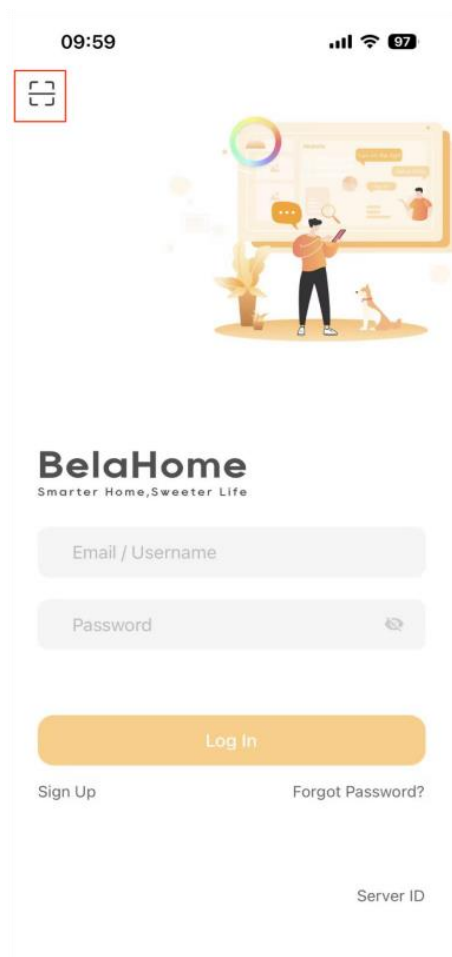 09:59
97
BelaHome
Smarter Home,Sweeter Life
Email / Username
Password
Log In
Sign Up
Forgot Password?
Server ID